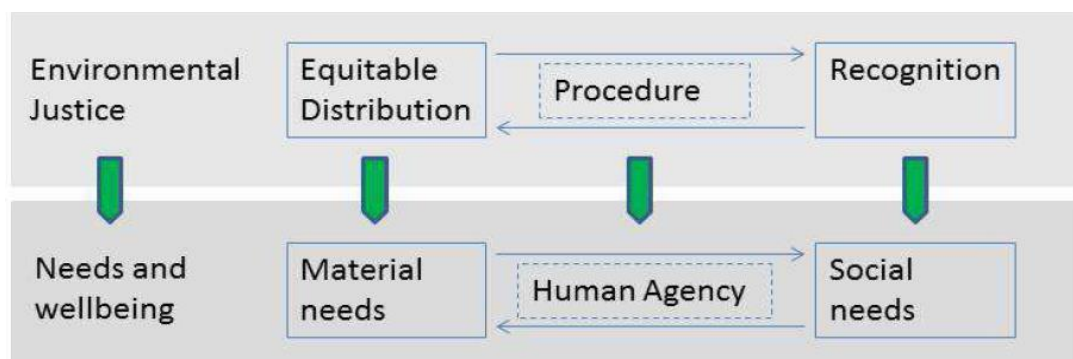 Environmental
Justice
Equitable
Distribution
Procedure
Recognition
Needs and
wellbeing
Material
needs
Human Agency
Social
needs